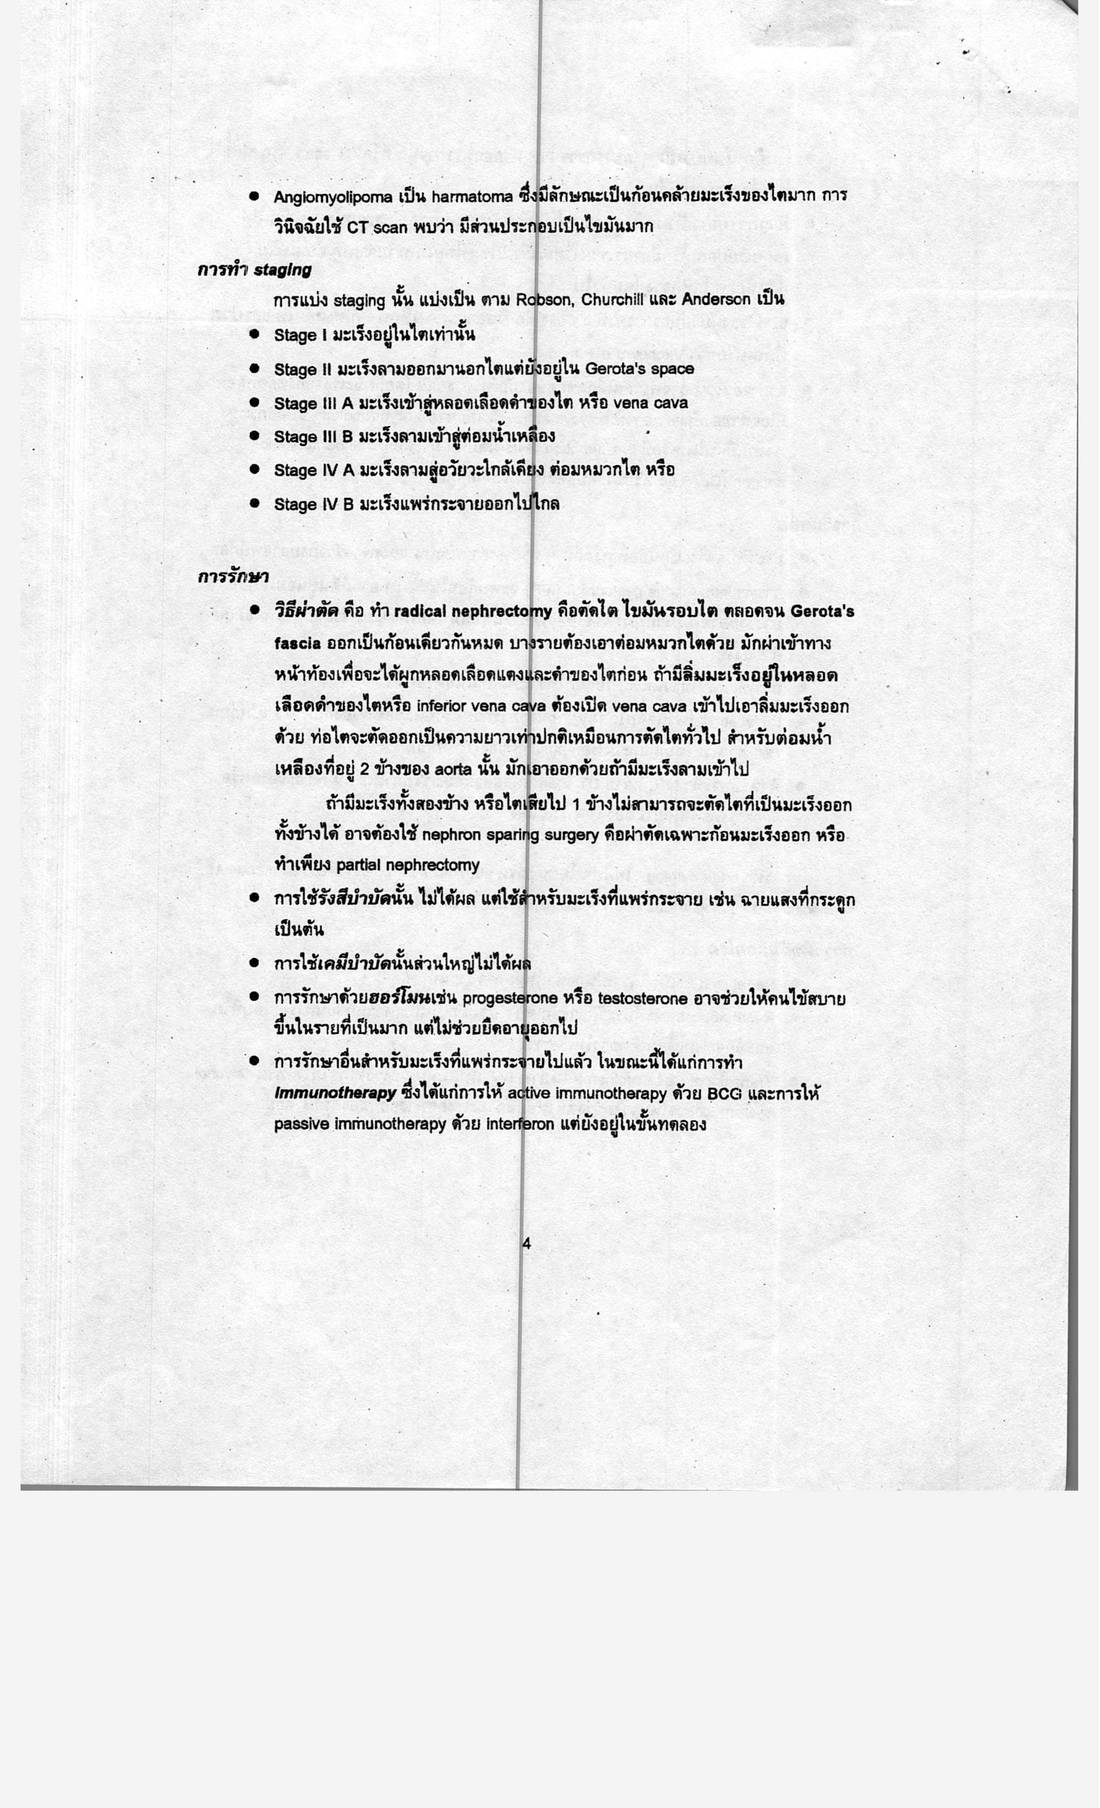 ● Angiomyolipoma เป็น harmatoma ซึ่งมีลักษณะเป็นก้อนคล้ายมะเร็งของไตมาก การ
วินิจฉัยใช้ CT scan พบว่า มีส่วนประกอบเป็นไขมันมาก
การทำ staging
การแบ่ง staging นั้น แบ่งเป็น ตาม Robson, Churchill และ Anderson เป็น
● Stage I มะเร็งอยู่ในไตเท่านั้น
● Stage II มะเร็งลามออกมานอกไตแต่ยังอยู่ใน Gerota's space
● Stage III A มะเร็งเข้าสู่หลอดเลือดดำของไต หรือ vena cava
● Stage III B มะเร็งลามเข้าสู่ต่อมน้ำเหลือง
● Stage IV A มะเร็งลามสู่อวัยวะใกล้เคียง ต่อมหมวกไต หรือ
● Stage IV B มะเร็งแพร่กระจายออกไปไกล
การรักษา
● วิธีผ่าตัด คือ ทำ radical nephrectomy คือตัดไต ไขมันรอบไต ตลอดจน Gerota's
fascia ออกเป็นก้อนเดียวกันหมด บางรายต้องเอาต่อมหมวกไตด้วย มักผ่าเข้าทาง
หน้าท้องเพื่อจะได้ผูกหลอดเลือดแดงและดำของไตก่อน ถ้ามีลิ่มมะเร็งอยู่ในหลอด
เลือดดำของไตหรือ inferior vena cava ต้องเปิด vena cava เข้าไปเอาลิ่มมะเร็งออก
ด้วย ท่อไตจะตัดออกเป็นความยาวเท่าปกติเหมือนการตัดไตทั่วไป สำหรับต่อมน้ำ
เหลืองที่อยู่ 2 ข้างของ aorta นั้น มักเอาออกด้วยถ้ามีมะเร็งลามเข้าไป
ถ้ามีมะเร็งทั้งสองข้าง หรือไตเสียไป 1 ข้างไม่สามารถจะตัดไตที่เป็นมะเร็งออก
ทั้งข้างได้ อาจต้องใช้ nephron sparing surgery คือผ่าตัดเฉพาะก้อนมะเร็งออก หรือ
ทำเพียง partial nephrectomy
● การใช้รังสีบำบัดนั้น ไม่ได้ผล แต่ใช้สำหรับมะเร็งที่แพร่กระจาย เช่น ฉายแสงที่กระดูก
เป็นต้น
● การใช้เคมีบำบัดนั้นส่วนใหญ่ไม่ได้ผล
● การรักษาด้วยฮอร์โมนเช่น progesterone หรือ testosterone อาจช่วยให้คนไข้สบาย
ขึ้นในรายที่เป็นมาก แต่ไม่ช่วยยืดอายุออกไป
● การรักษาอื่นสำหรับมะเร็งที่แพร่กระจายไปแล้ว ในขณะนี้ได้แก่การทำ
Immunotherapy ซึ่งได้แก่การให้ active immunotherapy ด้วย BCG และการให้
passive immunotherapy ด้วย interferon แต่ยังอยู่ในขั้นทดลอง
4